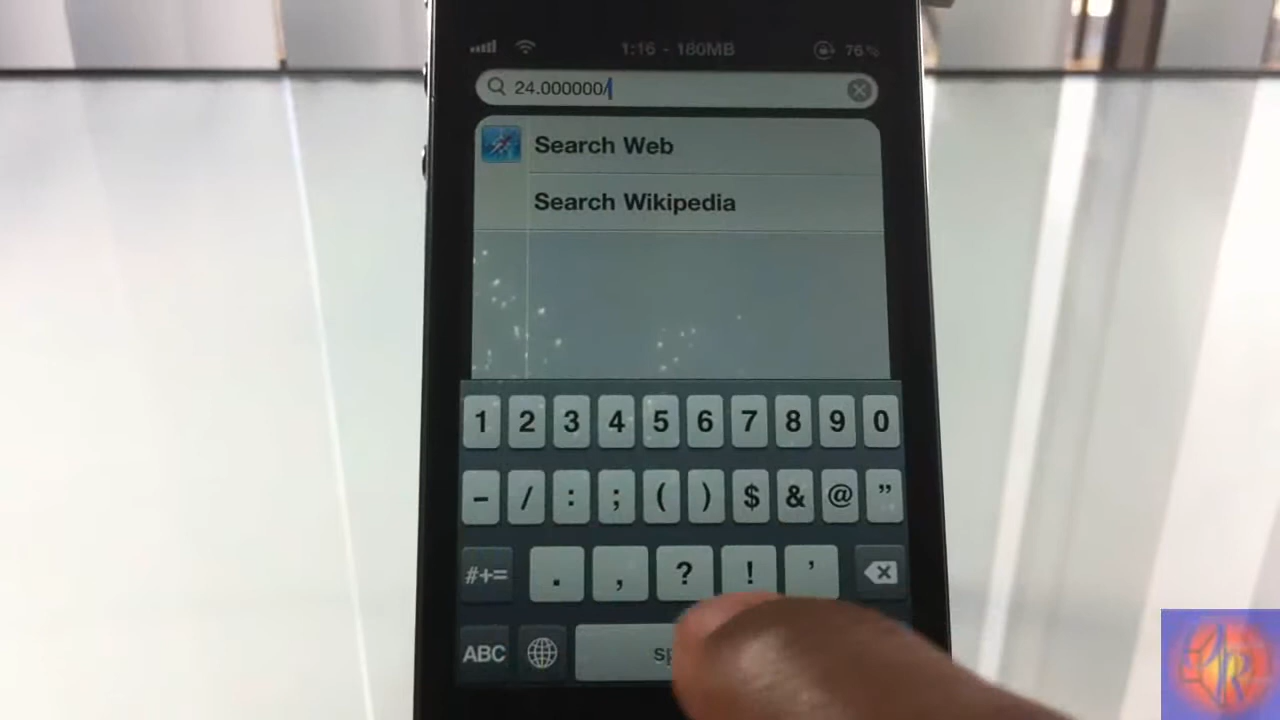 1:16 - 180MB 76%
24.000000/
Search Web
Search Wikipedia
1 2 3 4 5 6 7 8 9 0
- / : ; ( ) $ & @ ”
#+= . , ? ! ’
ABC
R